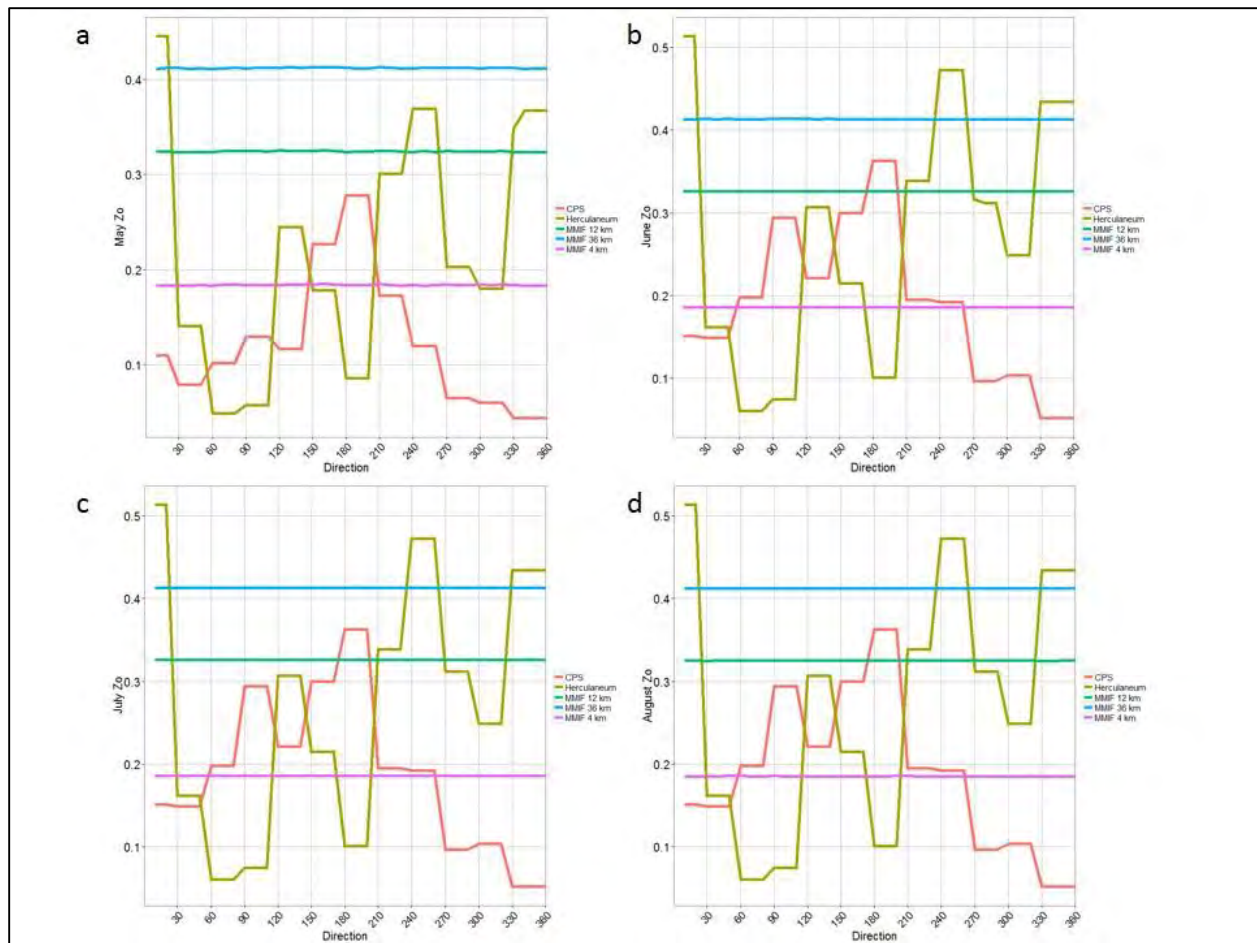 a
0.4
0.3
0.2
0.1
May Zo
30 60 90 120 150 180 210 240 270 300 330 360
Direction
CPS
Herculaneum
MMIF 12 km
MMIF 36 km
MMIF 4 km
b
0.5
0.4
0.3
0.2
0.1
June Zo
30 60 90 120 150 180 210 240 270 300 330 360
Direction
CPS
Herculaneum
MMIF 12 km
MMIF 36 km
MMIF 4 km
c
0.5
0.4
0.3
0.2
0.1
July Zo
30 60 90 120 150 180 210 240 270 300 330 360
Direction
CPS
Herculaneum
MMIF 12 km
MMIF 36 km
MMIF 4 km
d
0.5
0.4
0.3
0.2
0.1
August Zo
30 60 90 120 150 180 210 240 270 300 330 360
Direction
CPS
Herculaneum
MMIF 12 km
MMIF 36 km
MMIF 4 km